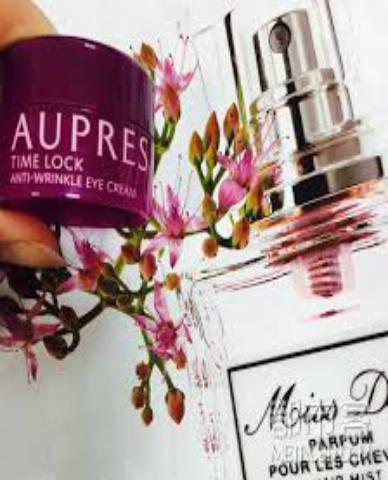 AUPRES
TIME LOCK
ANTI-WRINKLE EYE CREAM
Miss D
PARFUM
POUR LES CHEV
MIST